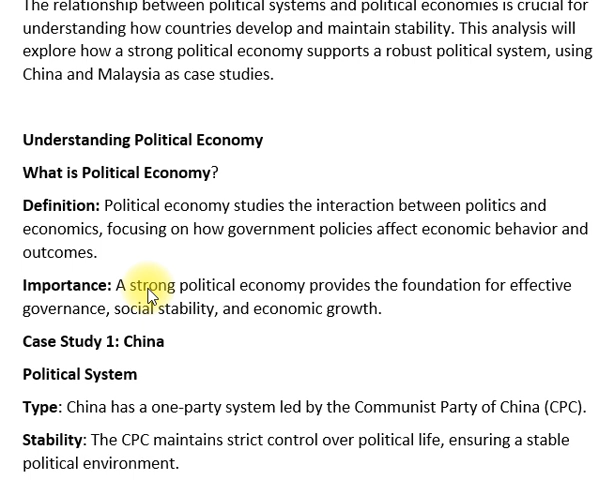 The relationship between political systems and political economies is crucial for
understanding how countries develop and maintain stability. This analysis will
explore how a strong political economy supports a robust political system, using
China and Malaysia as case studies.
Understanding Political Economy
What is Political Economy?
Definition: Political economy studies the interaction between politics and
economics, focusing on how government policies affect economic behavior and
outcomes.
Importance: A strong political economy provides the foundation for effective
governance, social stability, and economic growth.
Case Study 1: China
Political System
Type: China has a one-party system led by the Communist Party of China (CPC).
Stability: The CPC maintains strict control over political life, ensuring a stable
political environment.